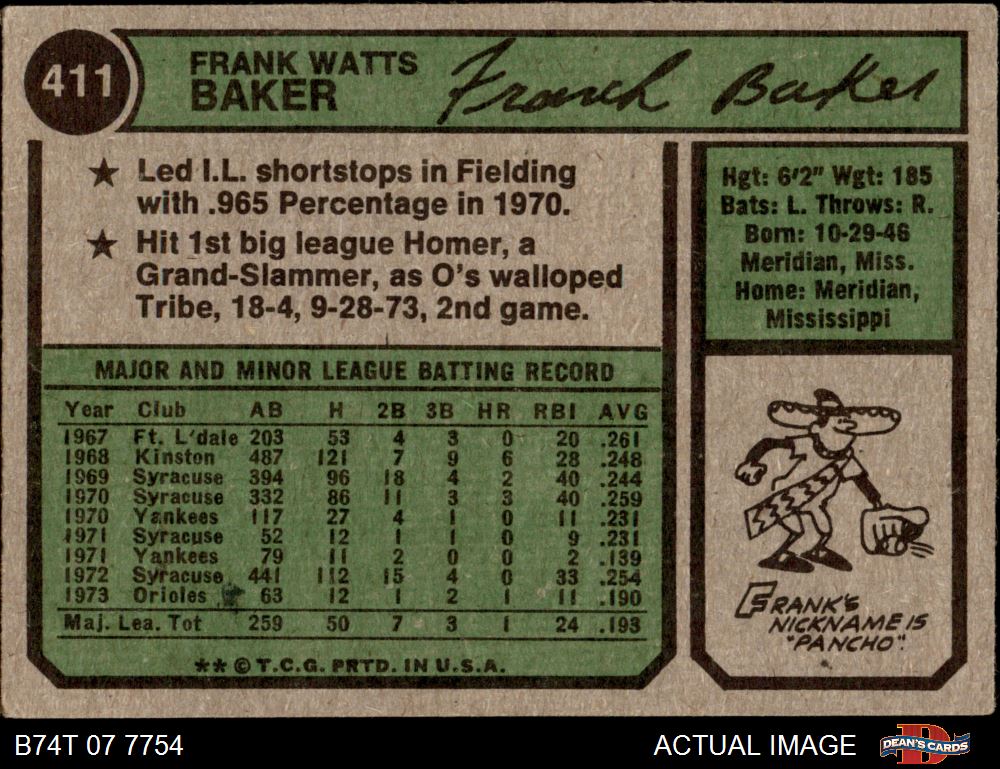 411
FRANK WATTS
BAKER
Frank Baker
★ Led I.L. shortstops in Fielding
with .965 Percentage in 1970.
★ Hit 1st big league Homer, a
Grand-Slammer, as O's walloped
Tribe, 18-4, 9-28-73, 2nd game.
Hgt: 6'2" Wgt: 185
Bats: L. Throws: R.
Born: 10-29-46
Meridian, Miss.
Home: Meridian,
Mississippi
MAJOR AND MINOR LEAGUE BATTING RECORD
Year Club AB H 2B 3B HR RBI AVG
1967 Ft. L'dale 203 53 4 3 0 20 .261
1968 Kinston 487 121 7 9 6 28 .248
1969 Syracuse 394 96 18 4 2 40 .244
1970 Syracuse 332 86 11 3 3 40 .259
1970 Yankees 117 27 4 1 0 11 .231
1971 Syracuse 52 12 1 1 0 9 .231
1971 Yankees 79 11 2 0 0 2 .139
1972 Syracuse 441 112 15 4 0 33 .254
1973 Orioles 63 12 1 2 1 11 .190
Maj. Lea. Tot 259 50 7 3 1 24 .193
** © T.C.G. PRTD. IN U.S.A.
FRANK'S
NICKNAME IS
"PANCHO".
B74T 07 7754
ACTUAL IMAGE
DEAN'S CARDS